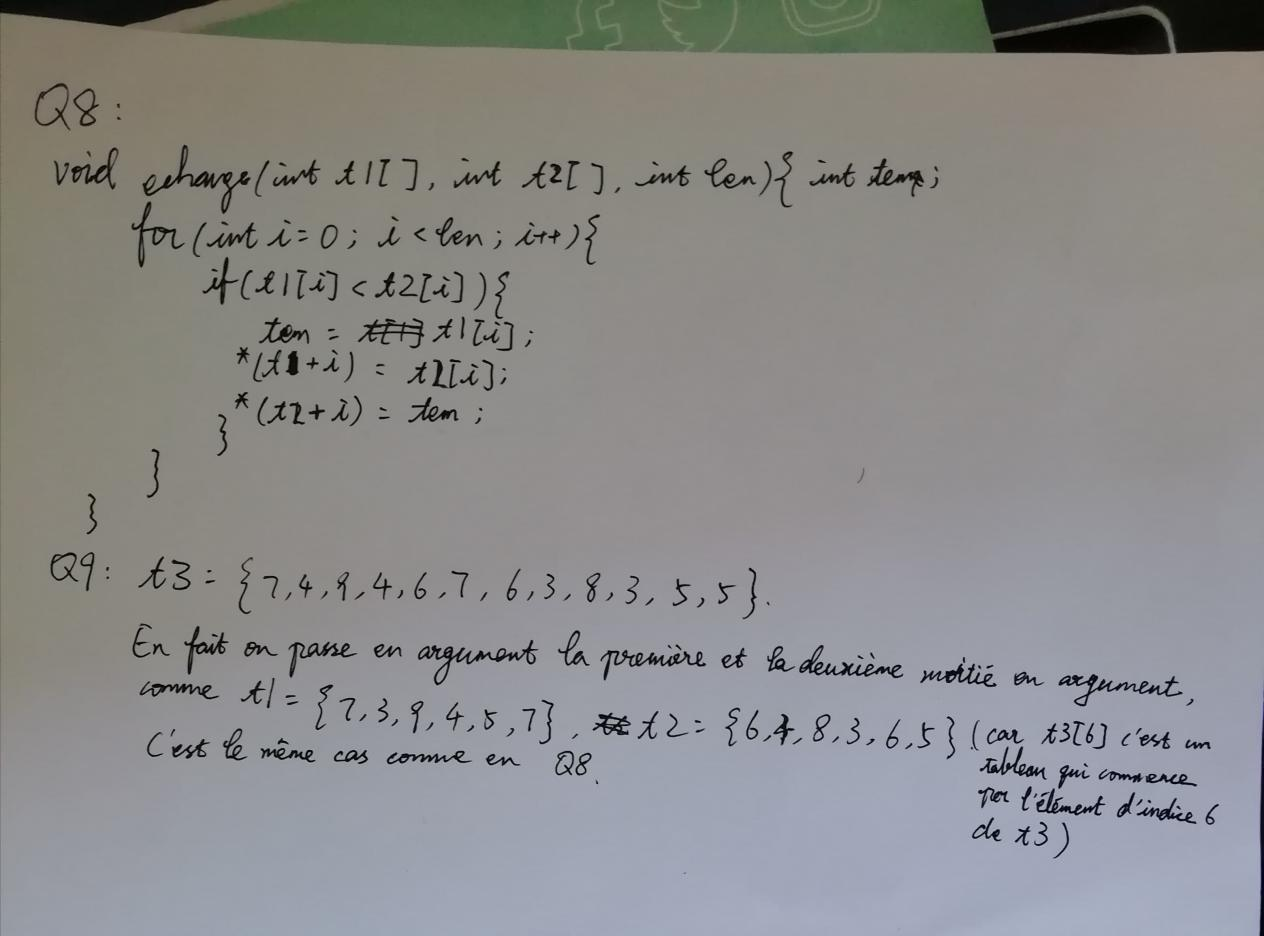 Q8:
void echange(int t1[], int t2[], int len){ int tem;
for(int i=0; i<len; i++){
if(t1[i]<t2[i]){
tem = t1[i];
*(t1+i) = t2[i];
*(t2+i) = tem;
}
}
}
Q9: t3 = {7,4,9,4,6,7,6,3,8,3,5,5}.
En fait on passe en argument la première et la deuxième moitié en argument,
comme t1 = {7,3,9,4,5,7}, t2 = {6,4,8,3,6,5} (car t3[6] c'est un
tableau qui commence
par l'élément d'indice 6
de t3)
C'est le même cas comme en Q8.